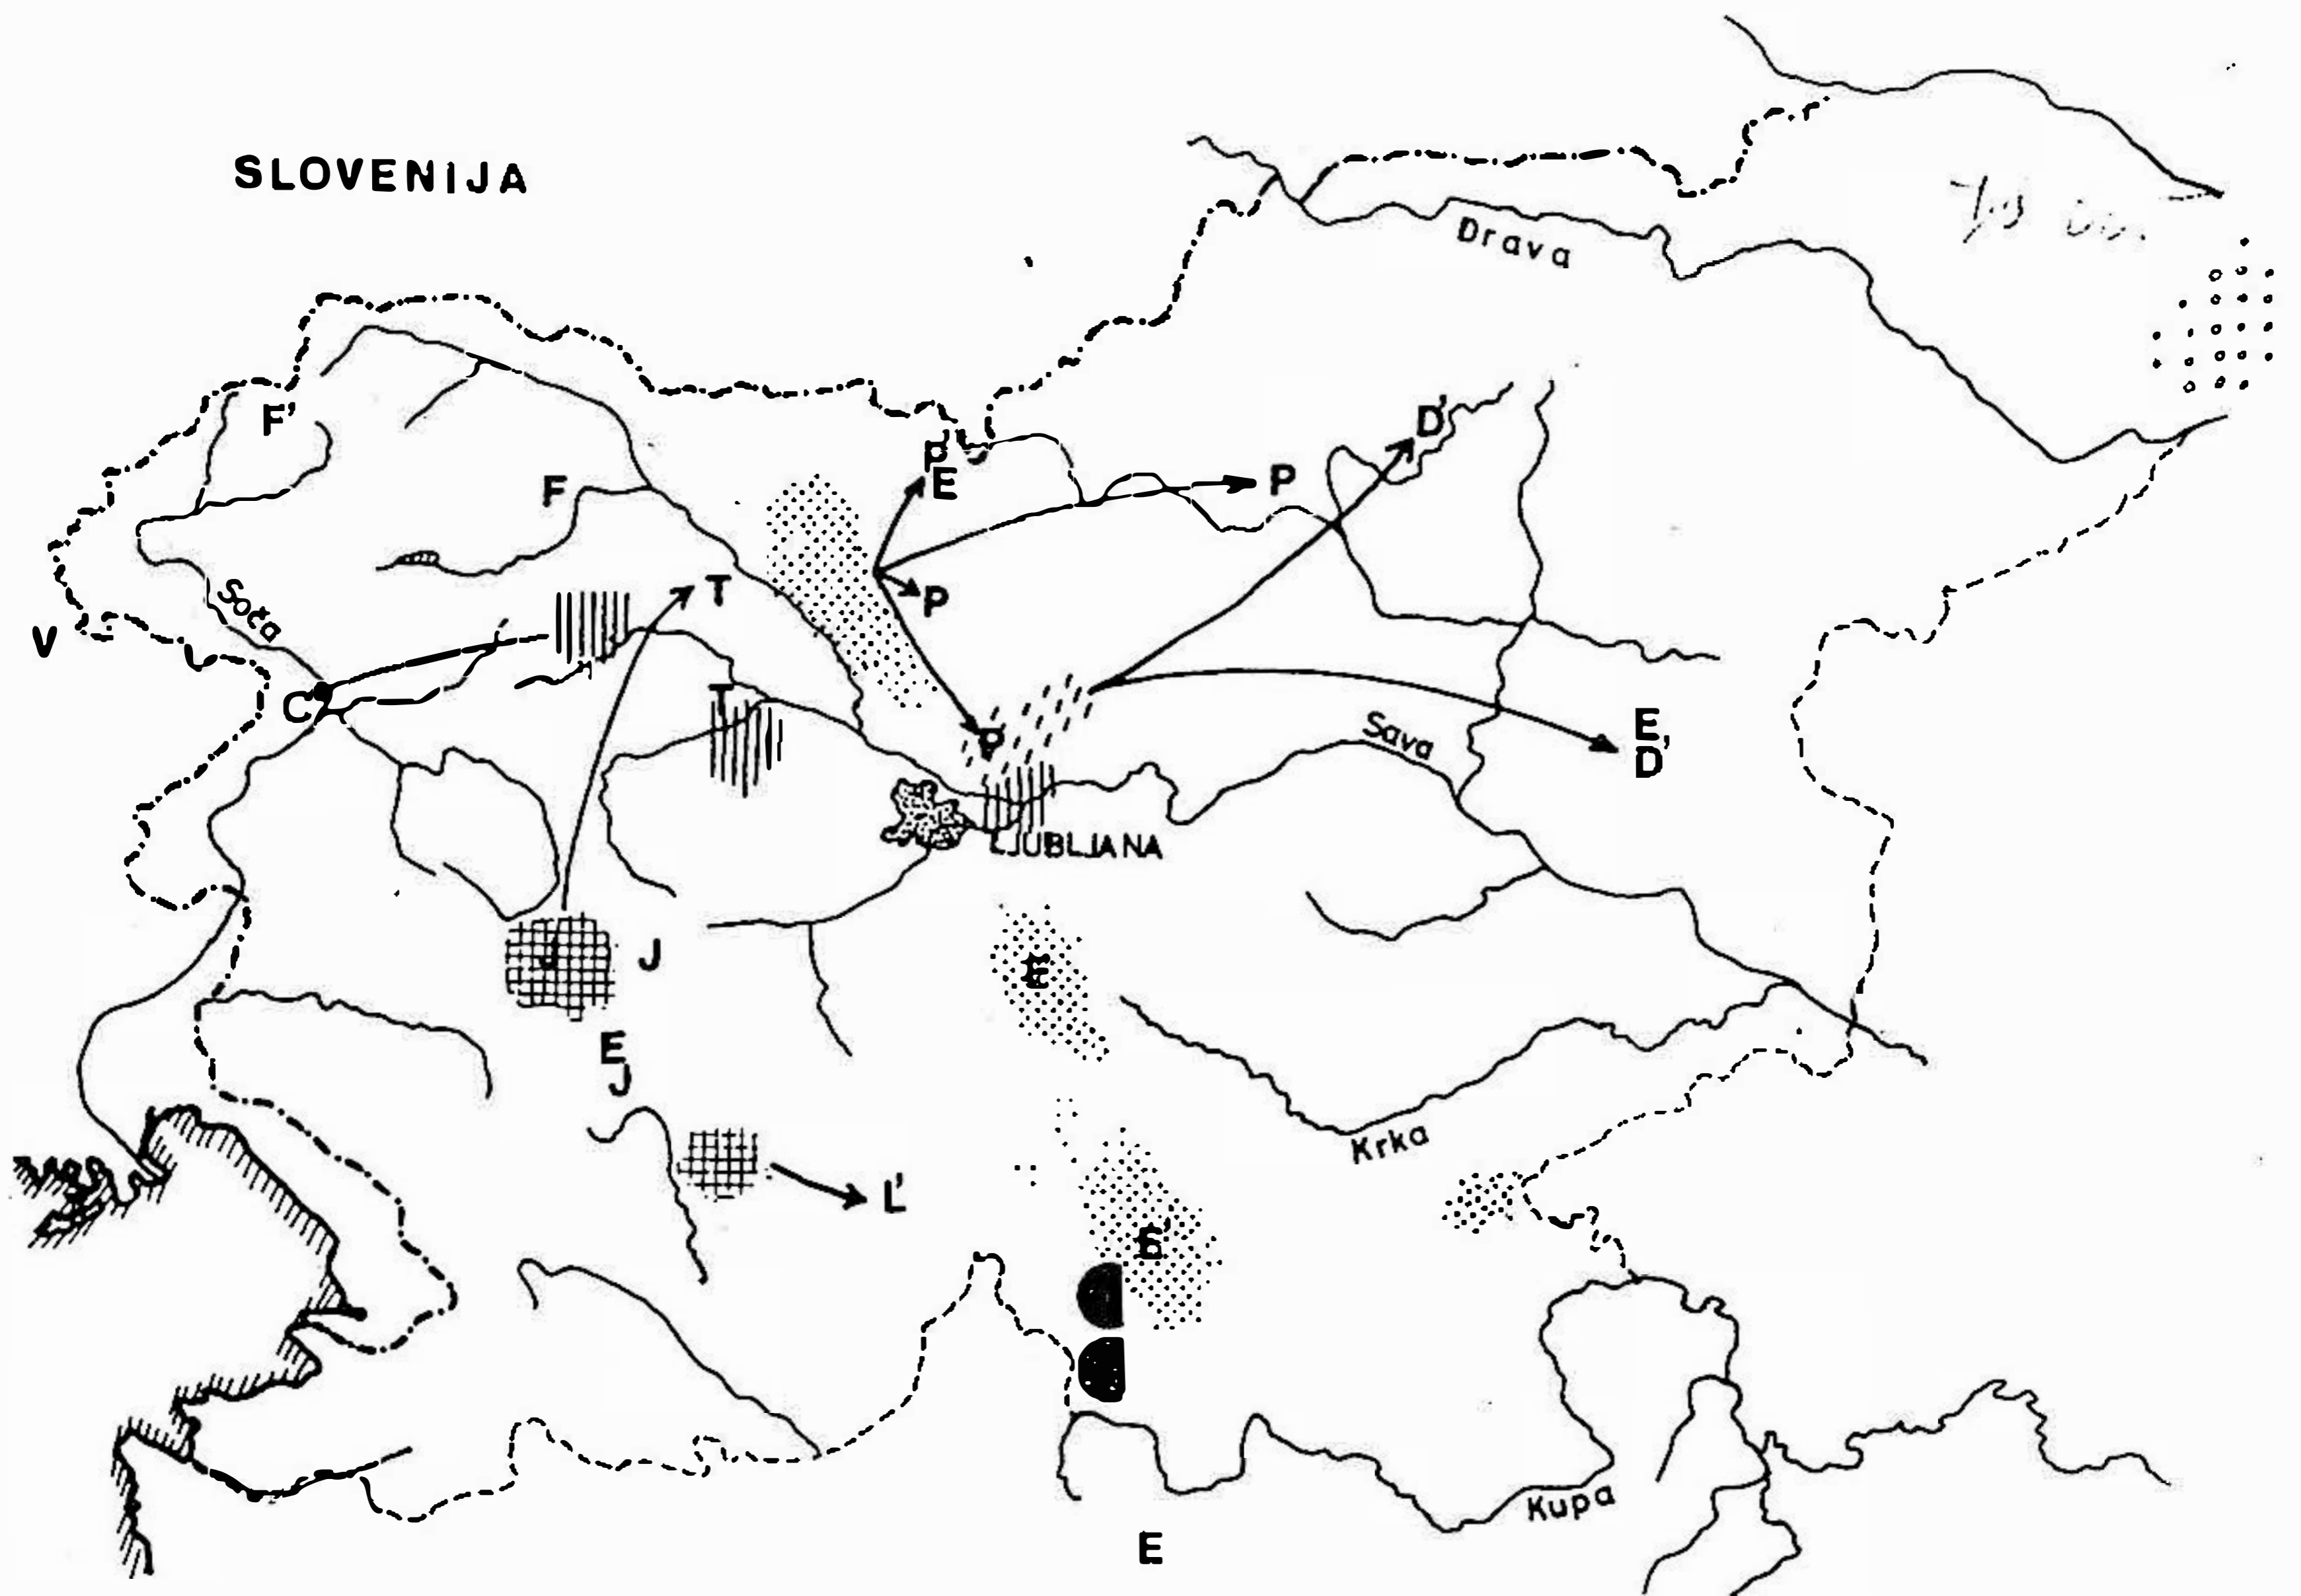 SLOVENIJA
Drava
F'
D'
P
E
P
F
Soča
T
P
V
C
T
P
Sava
E,
D'
LJUBLJANA
J
J
E
E
J
Krka
L'
E'
Kupa
E